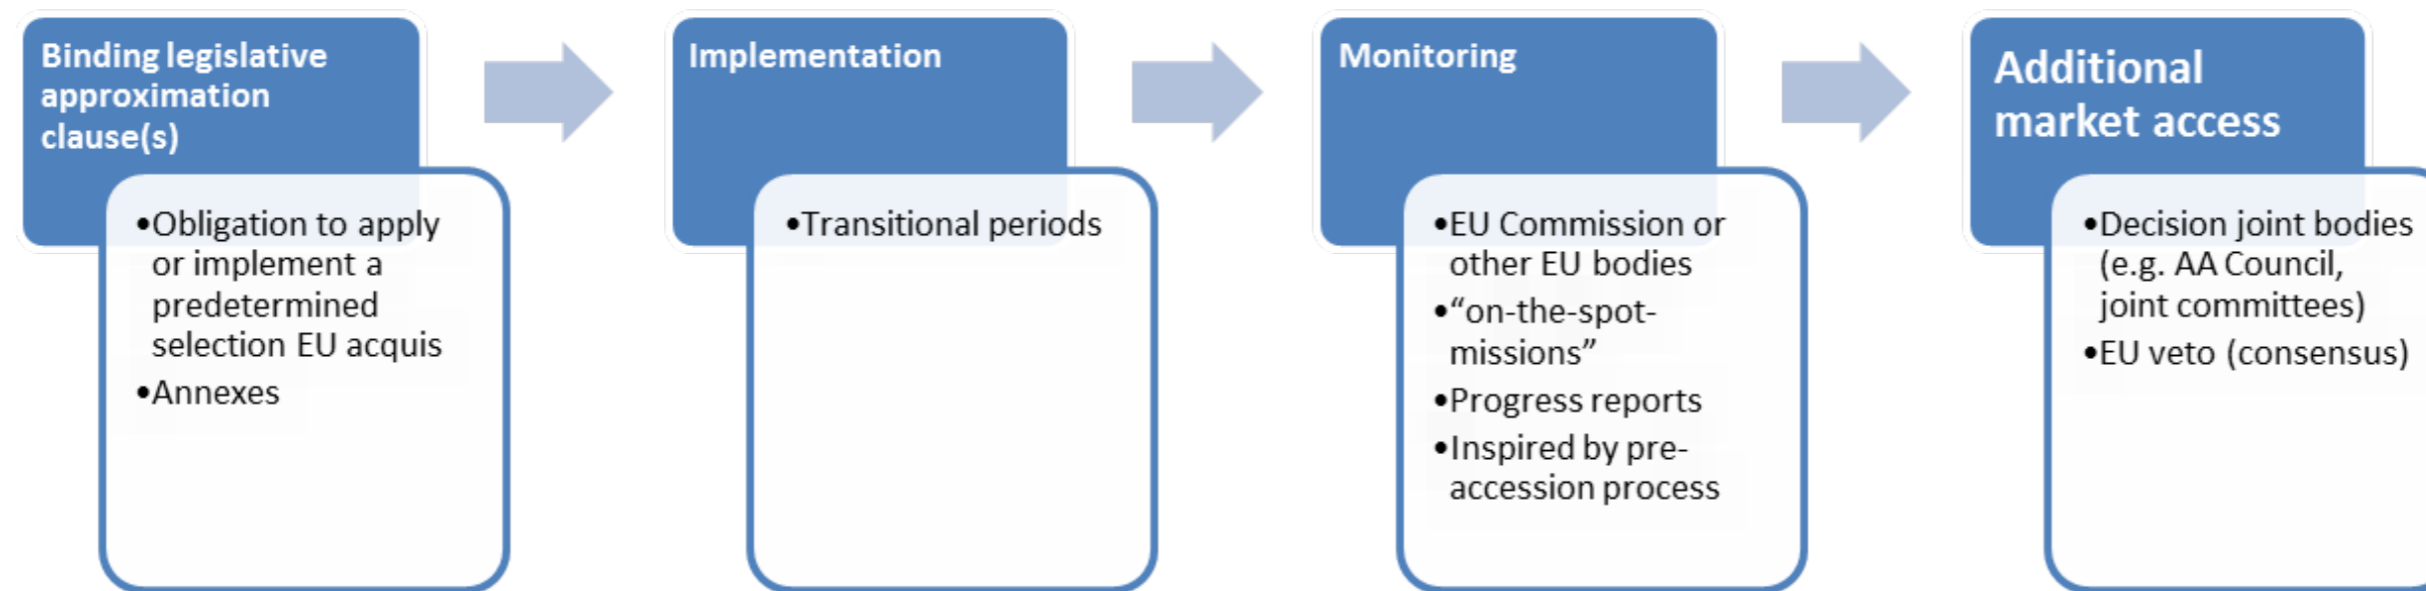 Binding legislative
approximation
clause(s)
•Obligation to apply
or implement a
predetermined
selection EU acquis
•Annexes
Implementation
•Transitional periods
Monitoring
•EU Commission or
other EU bodies
•“on-the-spot-
missions”
•Progress reports
•Inspired by pre-
accession process
Additional
market access
•Decision joint bodies
(e.g. AA Council,
joint committees)
•EU veto (consensus)